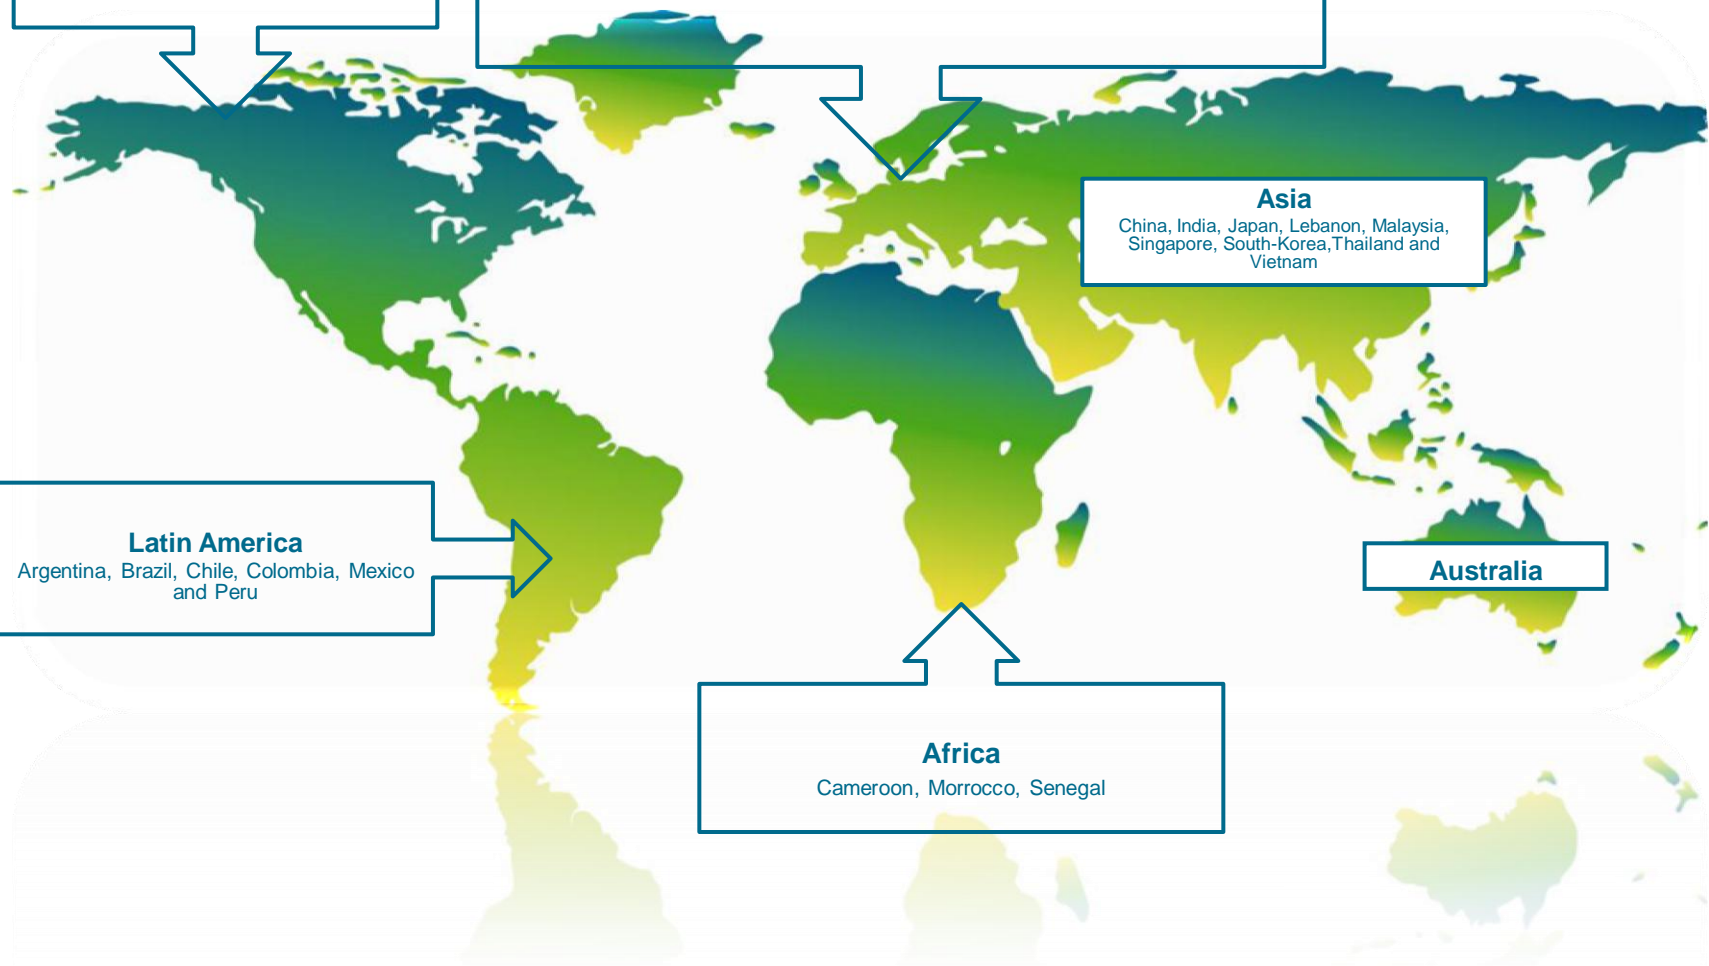 Asia
China, India, Japan, Lebanon, Malaysia,
Singapore, South-Korea,Thailand and
Vietnam
Latin America
Argentina, Brazil, Chile, Colombia, Mexico
and Peru
Australia
Africa
Cameroon, Morrocco, Senegal